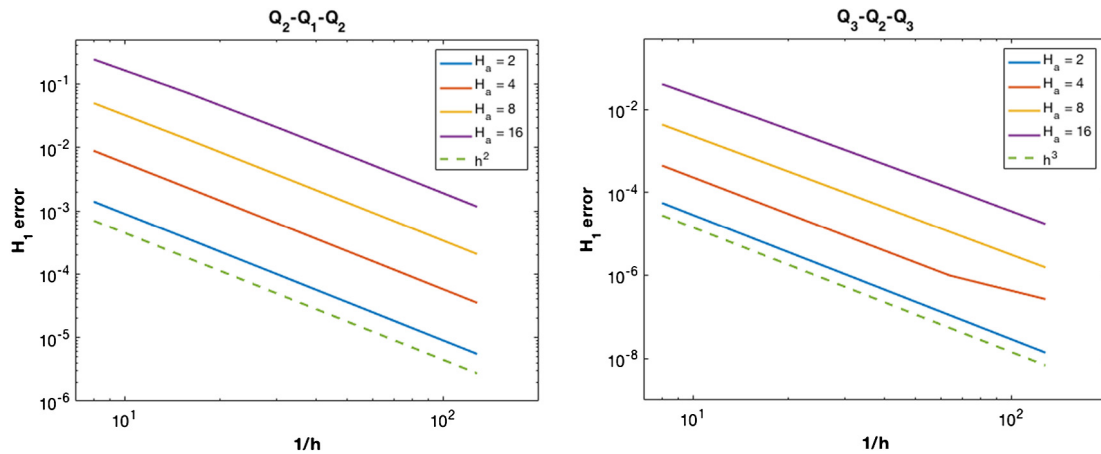 Q₂-Q₁-Q₂
H₁ error
10⁻¹
10⁻²
10⁻³
10⁻⁴
10⁻⁵
10⁻⁶
10¹
10²
1/h
Hₐ = 2
Hₐ = 4
Hₐ = 8
Hₐ = 16
h²
Q₃-Q₂-Q₃
H₁ error
10⁻²
10⁻⁴
10⁻⁶
10⁻⁸
10¹
10²
1/h
Hₐ = 2
Hₐ = 4
Hₐ = 8
Hₐ = 16
h³